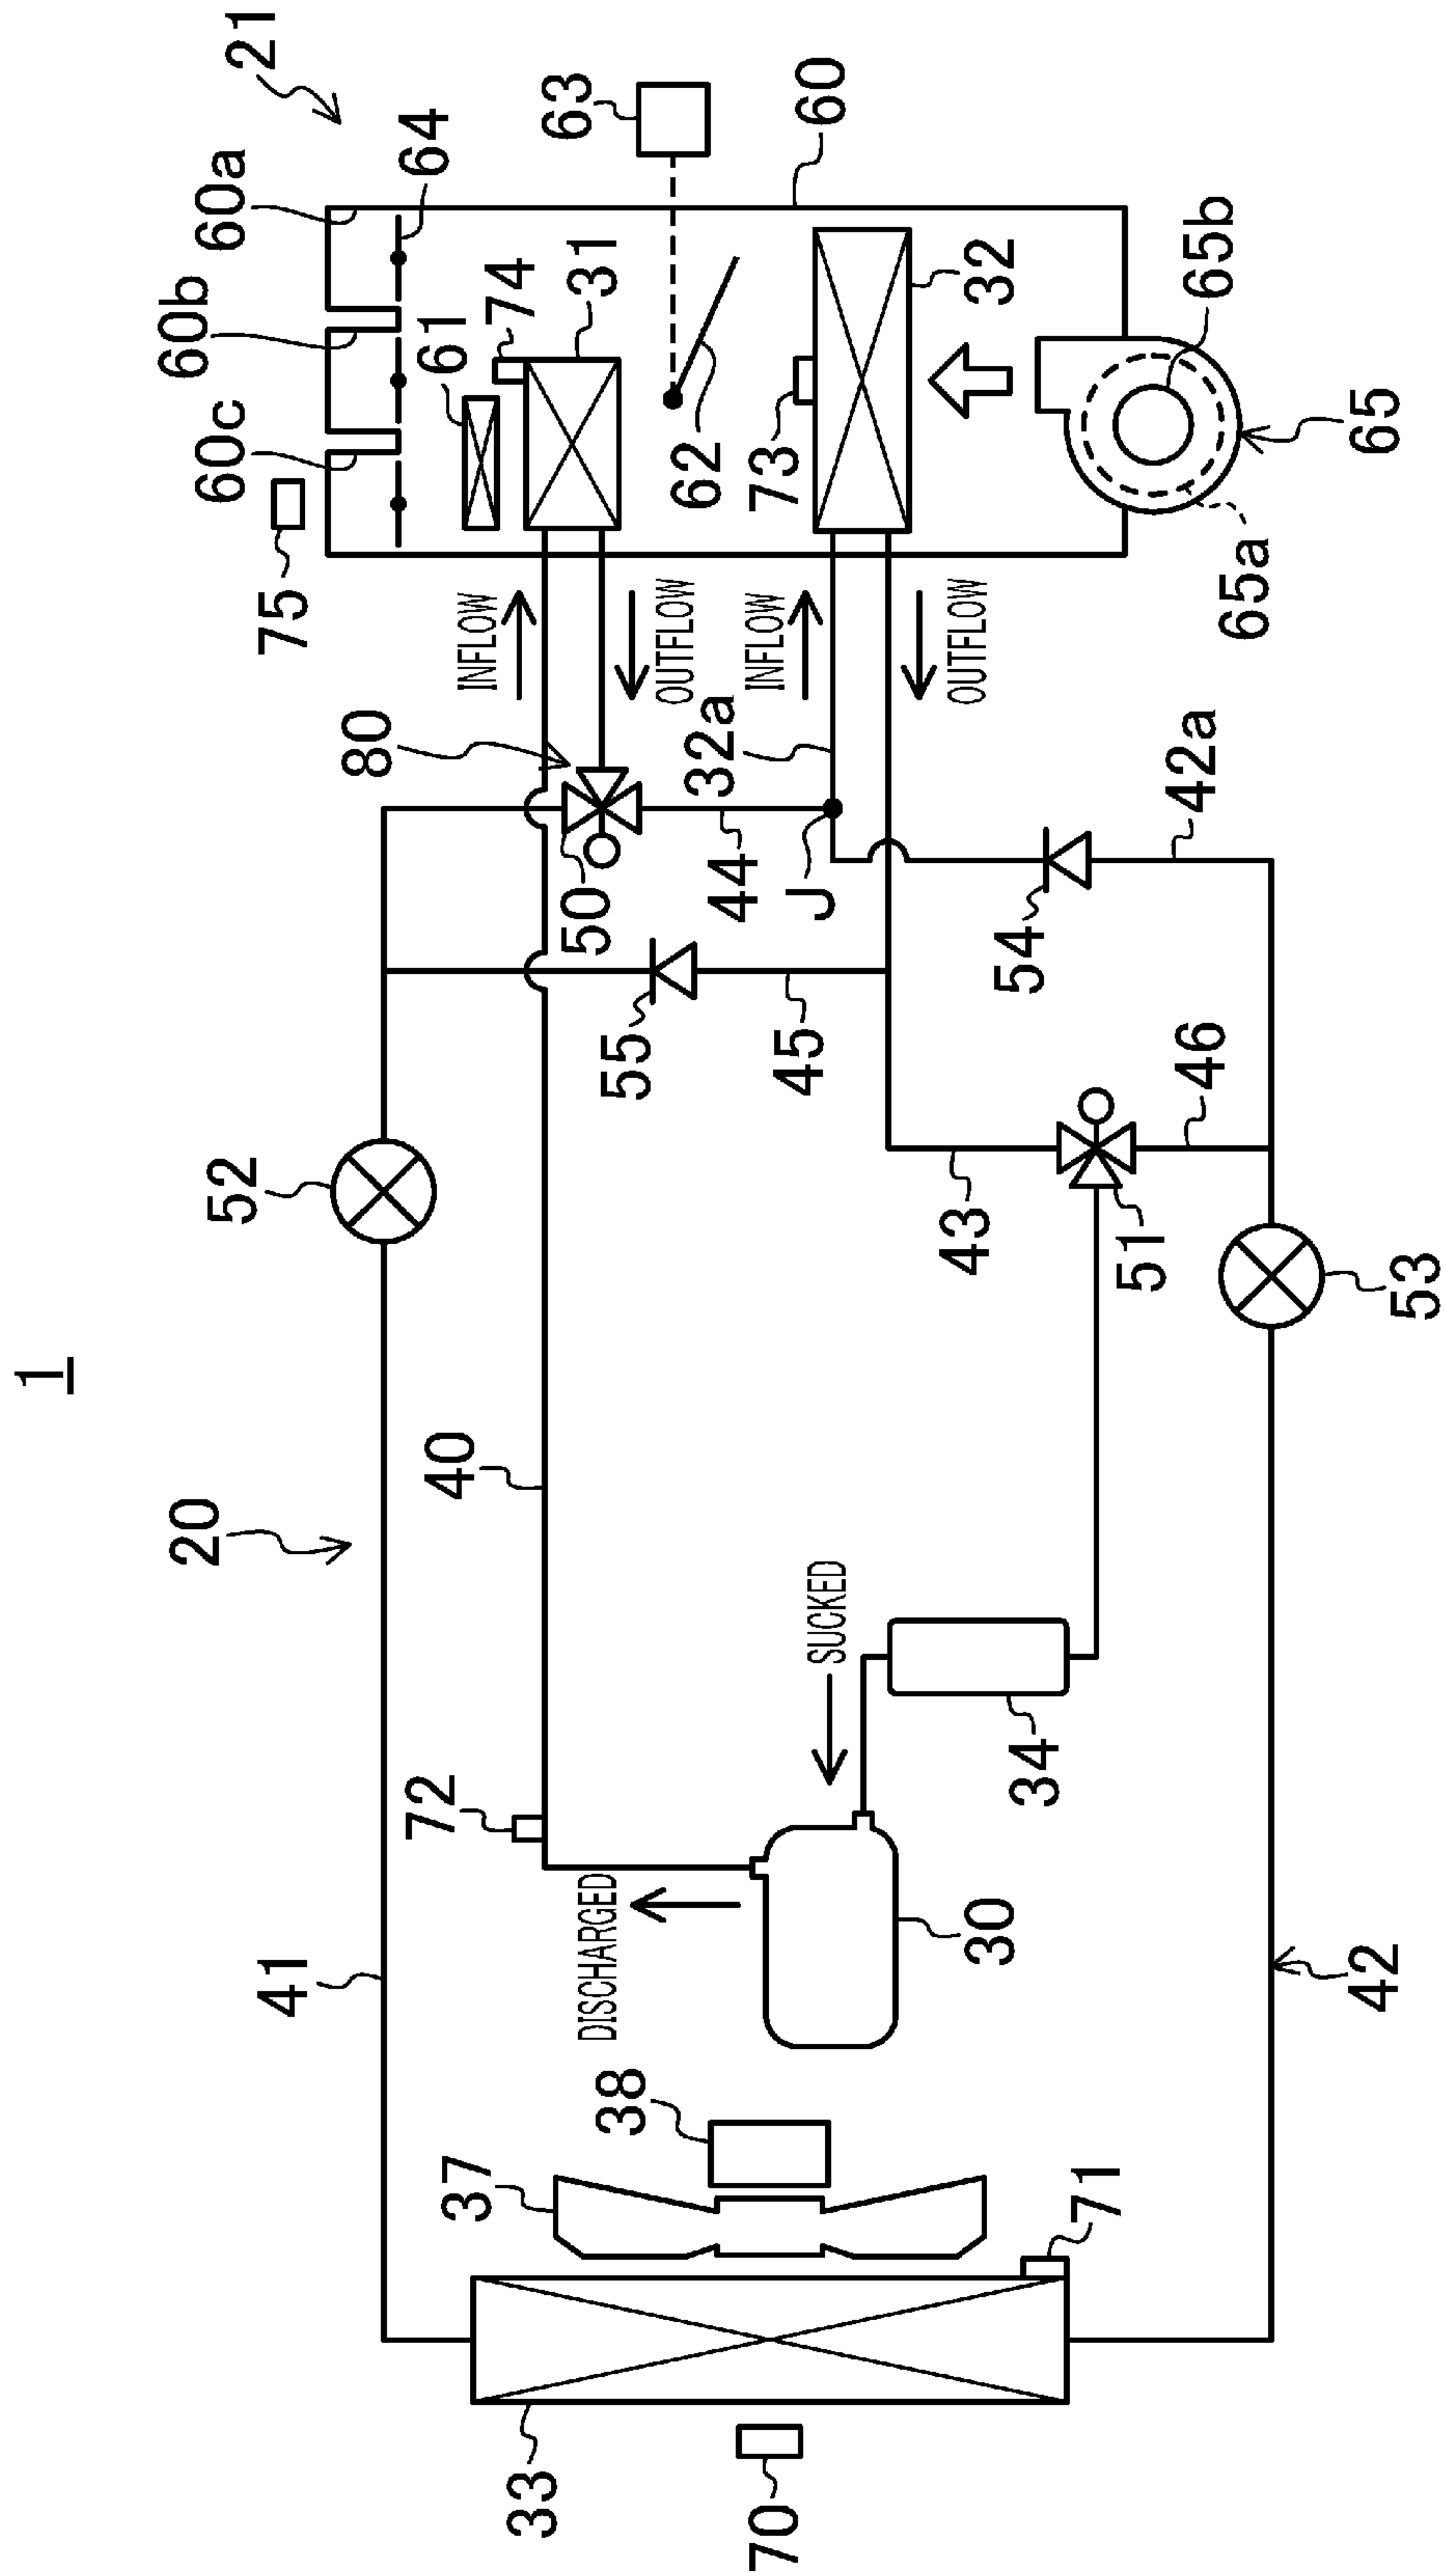 1
21
20
60a
60b
60c
64
63
60
75
61
74
31
62
73
32
65b
65
65a
INFLOW
OUTFLOW
INFLOW
OUTFLOW
80
32a
42a
50
44
J
54
55
45
46
52
43
51
53
40
SUCKED
34
72
41
DISCHARGED
30
42
38
37
71
33
70